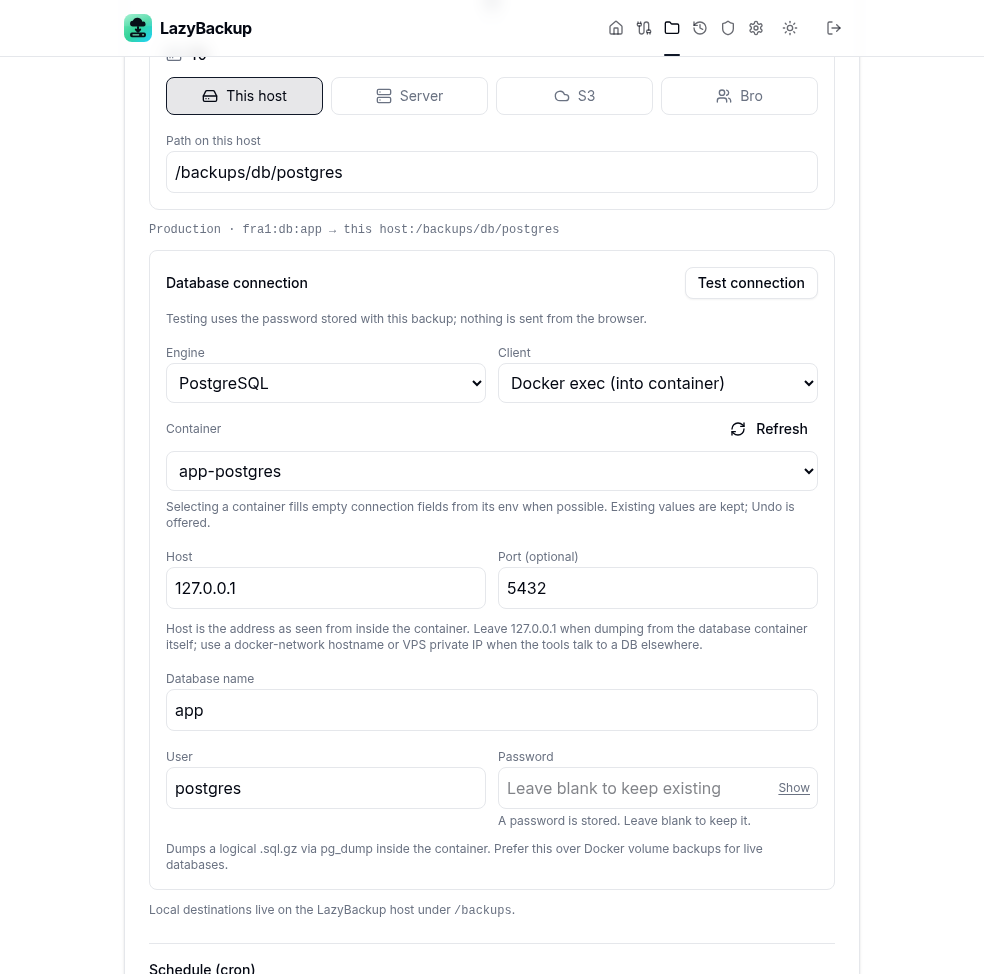 LazyBackup
This host
Server
S3
Bro
Path on this host
/backups/db/postgres
Production · fra1:db:app → this host:/backups/db/postgres
Database connection
Test connection
Testing uses the password stored with this backup; nothing is sent from the browser.
Engine
Client
PostgreSQL
Docker exec (into container)
Container
Refresh
app-postgres
Selecting a container fills empty connection fields from its env when possible. Existing values are kept; Undo is
offered.
Host
Port (optional)
127.0.0.1
5432
Host is the address as seen from inside the container. Leave 127.0.0.1 when dumping from the database container
itself; use a docker-network hostname or VPS private IP when the tools talk to a DB elsewhere.
Database name
app
User
Password
postgres
Leave blank to keep existing
Show
A password is stored. Leave blank to keep it.
Dumps a logical .sql.gz via pg_dump inside the container. Prefer this over Docker volume backups for live
databases.
Local destinations live on the LazyBackup host under /backups.
Schedule (cron)